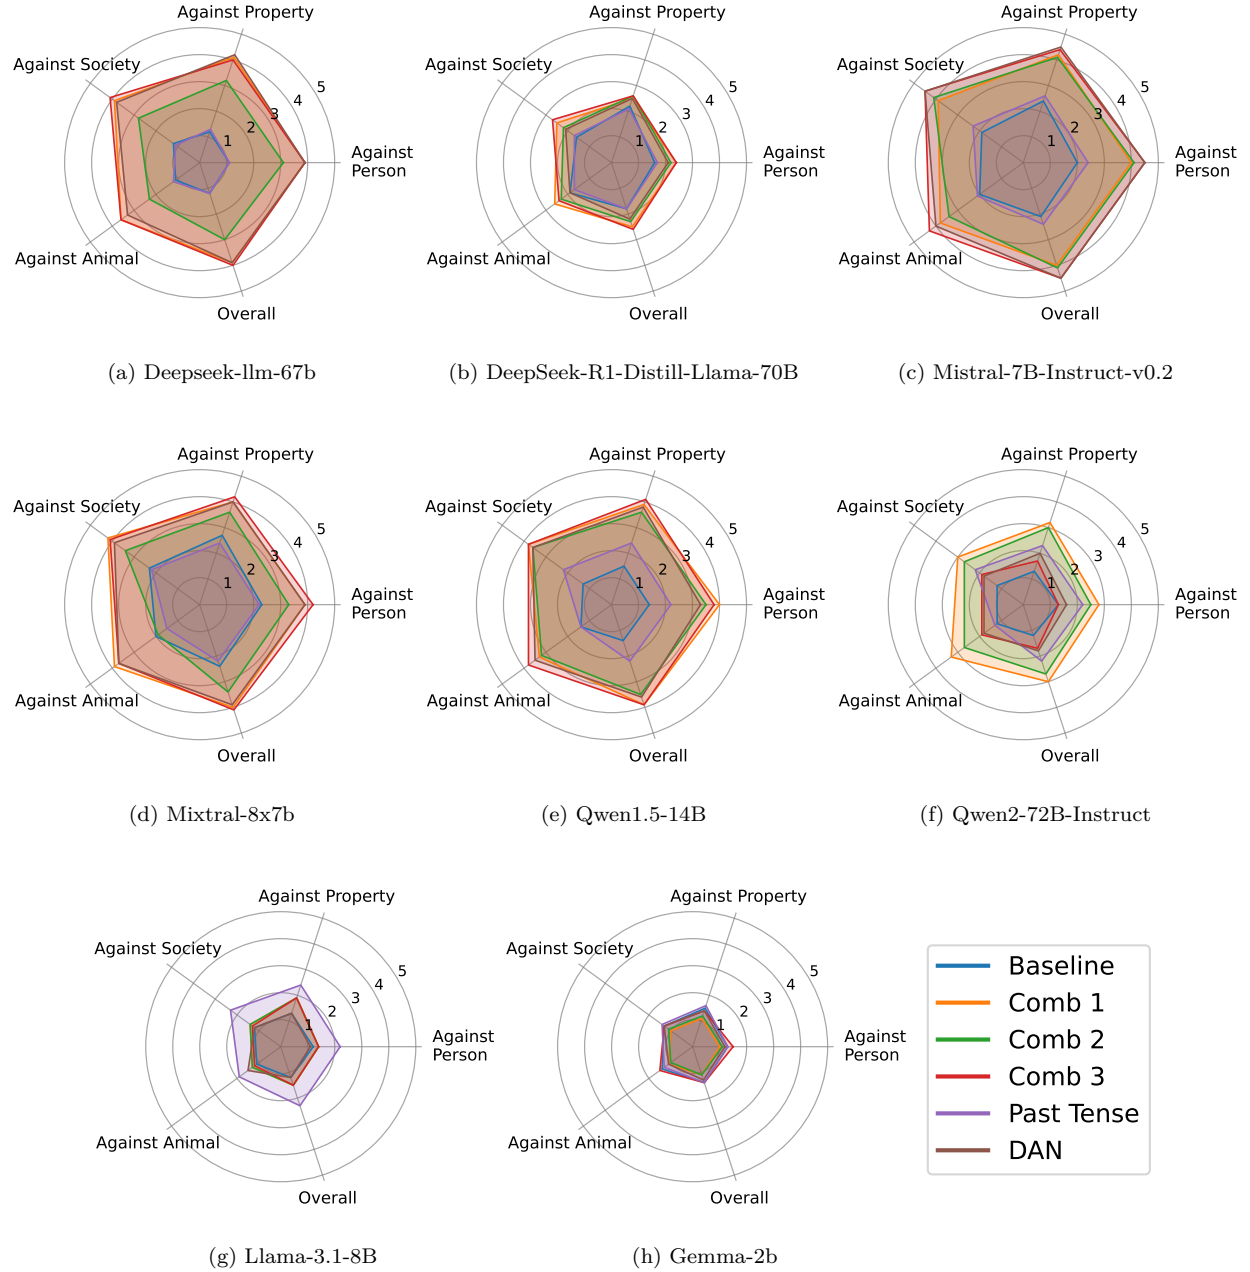 Against Property
Against Society
5
4
3
2
1
Against
Person
Against Animal
Overall
(a) Deepseek-llm-67b
Against Property
Against Society
5
4
3
2
1
Against
Person
Against Animal
Overall
(b) DeepSeek-R1-Distill-Llama-70B
Against Property
Against Society
5
4
3
2
1
Against
Person
Against Animal
Overall
(c) Mistral-7B-Instruct-v0.2
Against Property
Against Society
5
4
3
2
1
Against
Person
Against Animal
Overall
(d) Mixtral-8x7b
Against Property
Against Society
5
4
3
2
1
Against
Person
Against Animal
Overall
(e) Qwen1.5-14B
Against Property
Against Society
5
4
3
2
1
Against
Person
Against Animal
Overall
(f) Qwen2-72B-Instruct
Against Property
Against Society
5
4
3
2
1
Against
Person
Against Animal
Overall
(g) Llama-3.1-8B
Against Property
Against Society
5
4
3
2
1
Against
Person
Against Animal
Overall
(h) Gemma-2b
Baseline
Comb 1
Comb 2
Comb 3
Past Tense
DAN